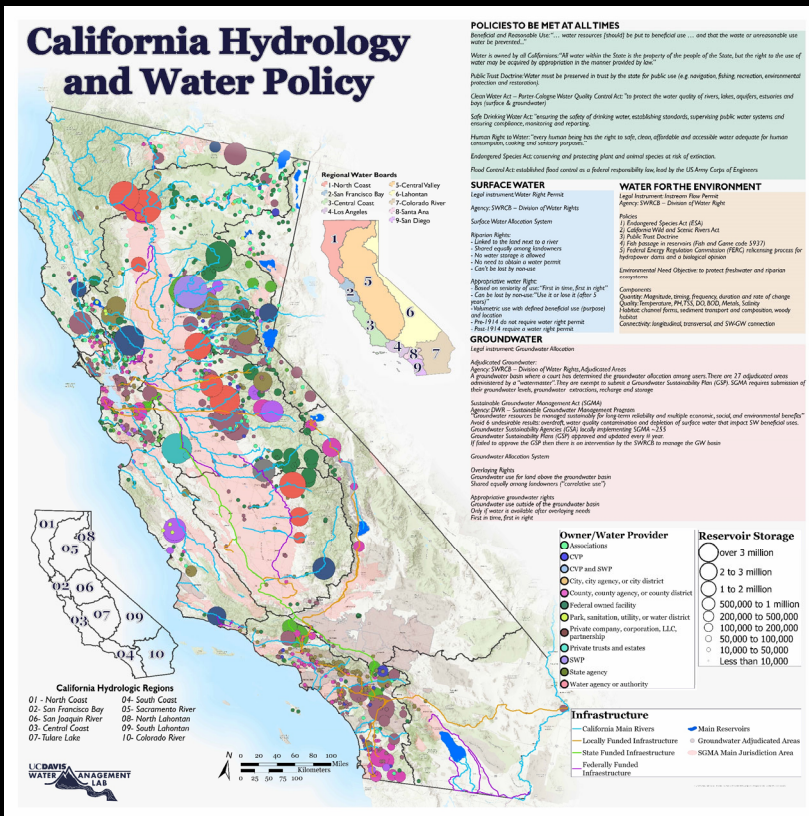 California Hydrology
and Water Policy
POLICIES TO BE MET AT ALL TIMES
Beneficial and Reasonable Use: "... water resources [should] be put to beneficial use ... and that the waste or unreasonable use
water be prevented..."
Water is owned by all Californians: "All water within the State is the property of the people of the State, but the right to the use of
water may be acquired by appropriation in the manner provided by law."
Public Trust Doctrine: Water must be preserved in trust by the state for public use (e.g. navigation, fishing, recreation, environmental
protection and restoration).
Clean Water Act – Porter-Cologne Water Quality Control Act: "to protect the water quality of rivers, lakes, aquifers, estuaries and
bays (surface & groundwater)
Safe Drinking Water Act: "ensuring the safety of drinking water, establishing standards, supervising public water systems and
ensuring compliance, monitoring and reporting.
Human Right to Water: "every human being has the right to safe, clean, affordable and accessible water adequate for human
consumption, cooking and sanitary purposes."
Endangered Species Act: conserving and protecting plant and animal species at risk of extinction.
Flood Control Act: established flood control as a federal responsibility law, lead by the US Army Corps of Engineers
SURFACE WATER
Legal instrument: Water Right Permit
Agency: SWRCB – Division of Water Rights
Surface Water Allocation System
Riparian Rights:
- Linked to the land next to a river
- Shared equally among landowners
- No water storage is allowed
- No need to obtain a water permit
- Can't be lost by non-use
Appropriative water Right:
- Based on seniority of use: "First in time, first in right"
- Can be lost by non-use: "Use it or lose it (after 5
years)"
-Volumetric use with defined beneficial use (purpose)
and location
- Pre-1914 do not require water right permit
- Post-1914 require a water right permit
WATER FOR THE ENVIRONMENT
Legal Instrument: Instream Flow Permit
Agency: SWRCB – Division of Water Right
Policies
1) Endangered Species Act (ESA)
2) California Wild and Scenic Rivers Act
3) Public Trust Doctrine
4) Fish passage in reservoirs (Fish and Game code 5937)
5) Federal Energy Regulation Commission (FERC) relicensing process for
hydropower dams and a biological opinion
Environmental Need Objective: to protect freshwater and riparian
ecosystems
Components
Quantity: Magnitude, timing, frequency, duration and rate of change
Quality: Temperature, PH, TSS, DO, BOD, Metals, Salinity
Habitat: channel forms, sediment transport and composition, woody
habitat
Connectivity: longitudinal, transversal, and SW-GW connection
GROUNDWATER
Legal instrument: Groundwater Allocation
Adjudicated Groundwater:
Agency: SWRCB – Division of Water Rights, Adjudicated Areas
A groundwater basin where a court has determined the groundwater allocation among users. There are 27 adjudicated areas
administered by a "watermaster". They are exempt to submit a Groundwater Sustainability Plan (GSP). SGMA requires submission of
their groundwater levels, groundwater extractions, recharge and storage
Sustainable Groundwater Management Act (SGMA)
Agency: DWR – Sustainable Groundwater Management Program
"Groundwater resources be managed sustainably for long-term reliability and multiple economic, social, and environmental benefits"
Avoid 6 undesirable results: overdraft, water quality contamination and depletion of surface water that impact SW beneficial uses.
Groundwater Sustainability Agencies (GSA) locally implementing SGMA ~255
Groundwater Sustainability Plans (GSP) approved and updated every
If failed to approve the GSP then there is an intervention by the SWRCB to manage the GW basin
Groundwater Allocation System
Overlaying Rights
Groundwater use for land above the groundwater basin
Shared equally among landowners ("correlative use")
Appropriative groundwater rights
Groundwater use outside of the groundwater basin
Only if water is available after overlaying needs
First in time, first in right
Regional Water Boards
1-North Coast
2-San Francisco Bay
3-Central Coast
4-Los Angeles
5-Central Valley
6-Lahontan
7-Colorado River
8-Santa Ana
9-San Diego
1
5
2
6
3
4
8
7
9
01
08
05
02
06
07
03
09
04
10
California Hydrologic Regions
01 - North Coast
02- San Francisco Bay
06- San Joaquin River
03- Central Coast
07- Tulare Lake
04- South Coast
05- Sacramento River
08- North Lahontan
09- South Lahontan
10- Colorado River
UCDAVIS
WATER MANAGEMENT
LAB
N
0 20 40 60 80 100
Miles
Kilometers
0 25 50 75 100
Owner/Water Provider
Associations
CVP
CVP and SWP
City, city agency, or city district
County, county agency, or county district
Federal owned facility
Park, sanitation, utility, or water district
Private company, corporation, LLC,
partnership
Private trusts and estates
SWP
State agency
Water agency or authority
Reservoir Storage
over 3 million
2 to 3 million
1 to 2 million
500,000 to 1 million
200,000 to 500,000
100,000 to 200,000
50,000 to 100,000
10,000 to 50,000
Less than 10,000
Infrastructure
California Main Rivers
Locally Funded Infrastructure
State Funded Infrastructure
Federally Funded
Infraestructure
Main Reservoirs
Groundwater Adjudicated Areas
SGMA Main Jurisdiction Area